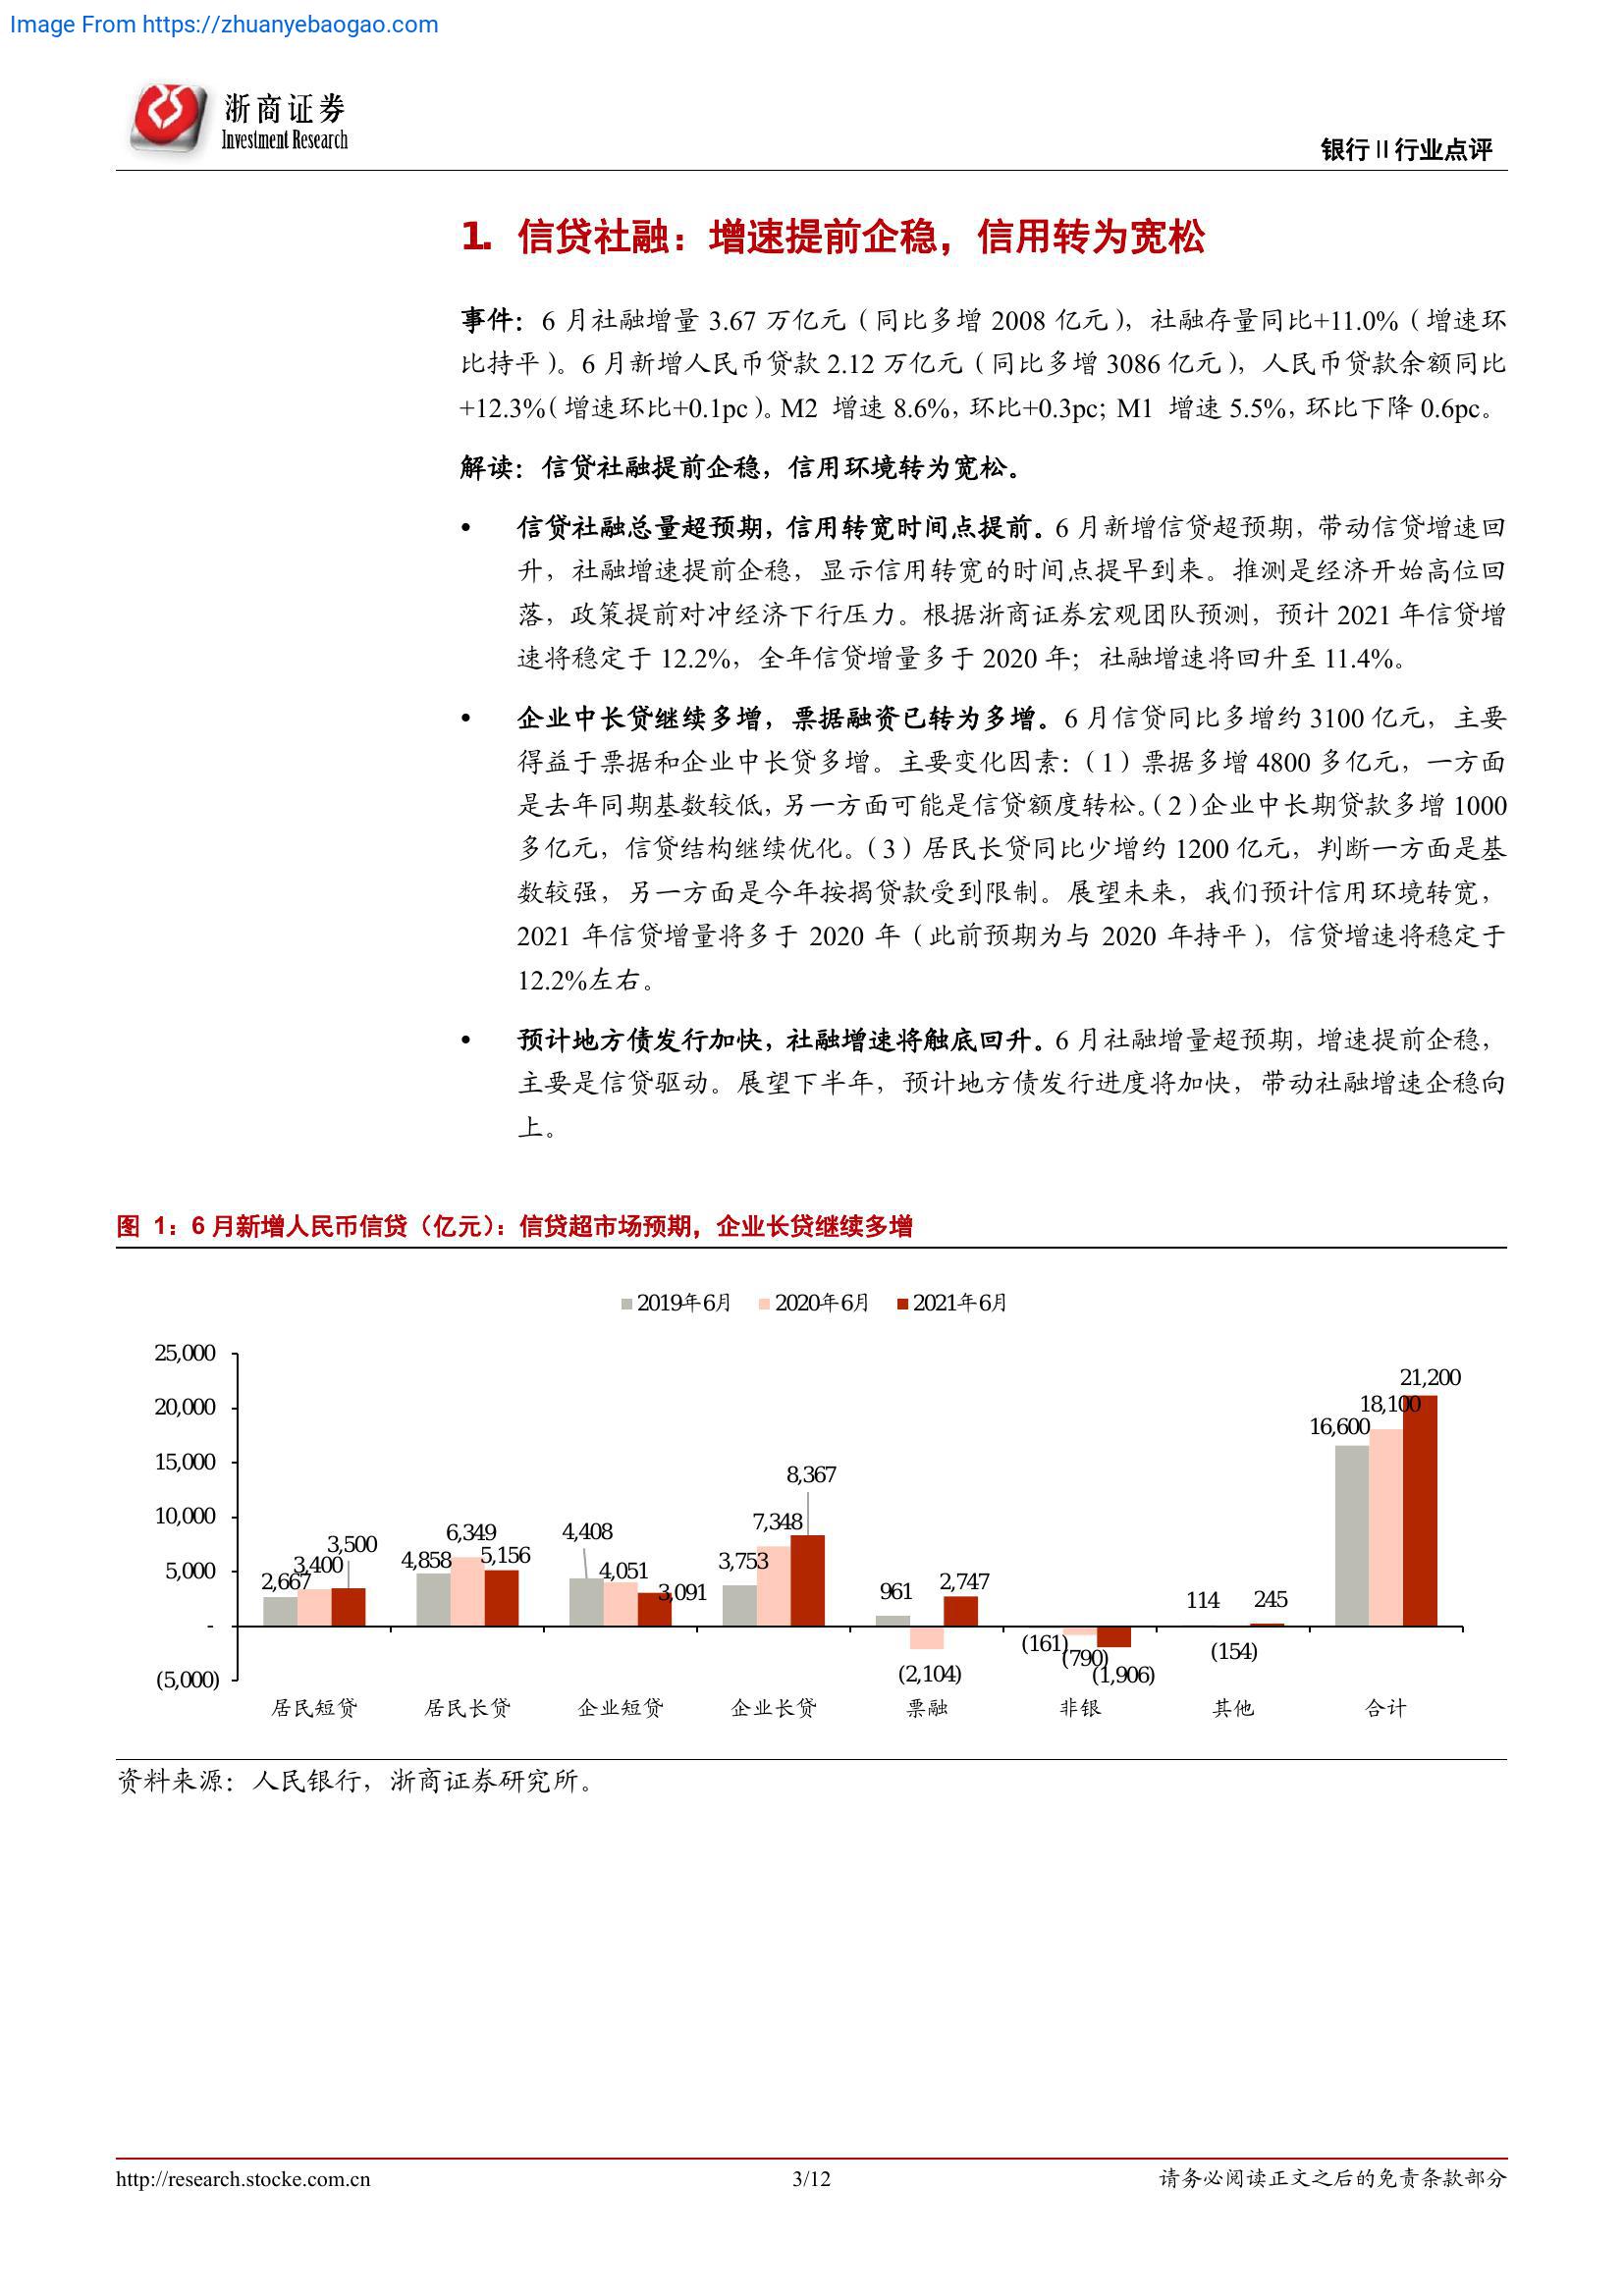 Image From https://zhuanyebaogao.com
浙商证券
Investment Research
银行Ⅱ行业点评
1. 信贷社融：增速提前企稳，信用转为宽松
事件：6 月社融增量 3.67 万亿元（同比多增 2008 亿元），社融存量同比+11.0%（增速环
比持平）。6 月新增人民币贷款 2.12 万亿元（同比多增 3086 亿元），人民币贷款余额同比
+12.3%（增速环比+0.1pc）。M2 增速 8.6%，环比+0.3pc；M1 增速 5.5%，环比下降 0.6pc。
解读：信贷社融提前企稳，信用环境转为宽松。
• 信贷社融总量超预期，信用转宽时间点提前。6 月新增信贷超预期，带动信贷增速回
升，社融增速提前企稳，显示信用转宽的时间点提早到来。推测是经济开始高位回
落，政策提前对冲经济下行压力。根据浙商证券宏观团队预测，预计 2021 年信贷增
速将稳定于 12.2%，全年信贷增量多于 2020 年；社融增速将回升至 11.4%。
• 企业中长贷继续多增，票据融资已转为多增。6 月信贷同比多增约 3100 亿元，主要
得益于票据和企业中长贷多增。主要变化因素：（1）票据多增 4800 多亿元，一方面
是去年同期基数较低，另一方面可能是信贷额度转松。（2）企业中长期贷款多增 1000
多亿元，信贷结构继续优化。（3）居民长贷同比少增约 1200 亿元，判断一方面是基
数较强，另一方面是今年按揭贷款受到限制。展望未来，我们预计信用环境转宽，
2021 年信贷增量将多于 2020 年（此前预期为与 2020 年持平），信贷增速将稳定于
12.2%左右。
• 预计地方债发行加快，社融增速将触底回升。6 月社融增量超预期，增速提前企稳，
主要是信贷驱动。展望下半年，预计地方债发行进度将加快，带动社融增速企稳向
上。
图 1：6 月新增人民币信贷（亿元）：信贷超市场预期，企业长贷继续多增
2019年6月 2020年6月 2021年6月
25,000
20,000
15,000
10,000
5,000
-
(5,000)
2,667 3,400 3,500
4,858 6,349 5,156
4,408 4,051 3,091
3,753 7,348 8,367
961 (2,104) 2,747
(161) (790) (1,906)
114 (154) 245
16,600 18,100 21,200
居民短贷 居民长贷 企业短贷 企业长贷 票融 非银 其他 合计
资料来源：人民银行，浙商证券研究所。
http://research.stocke.com.cn 3/12 请务必阅读正文之后的免责条款部分